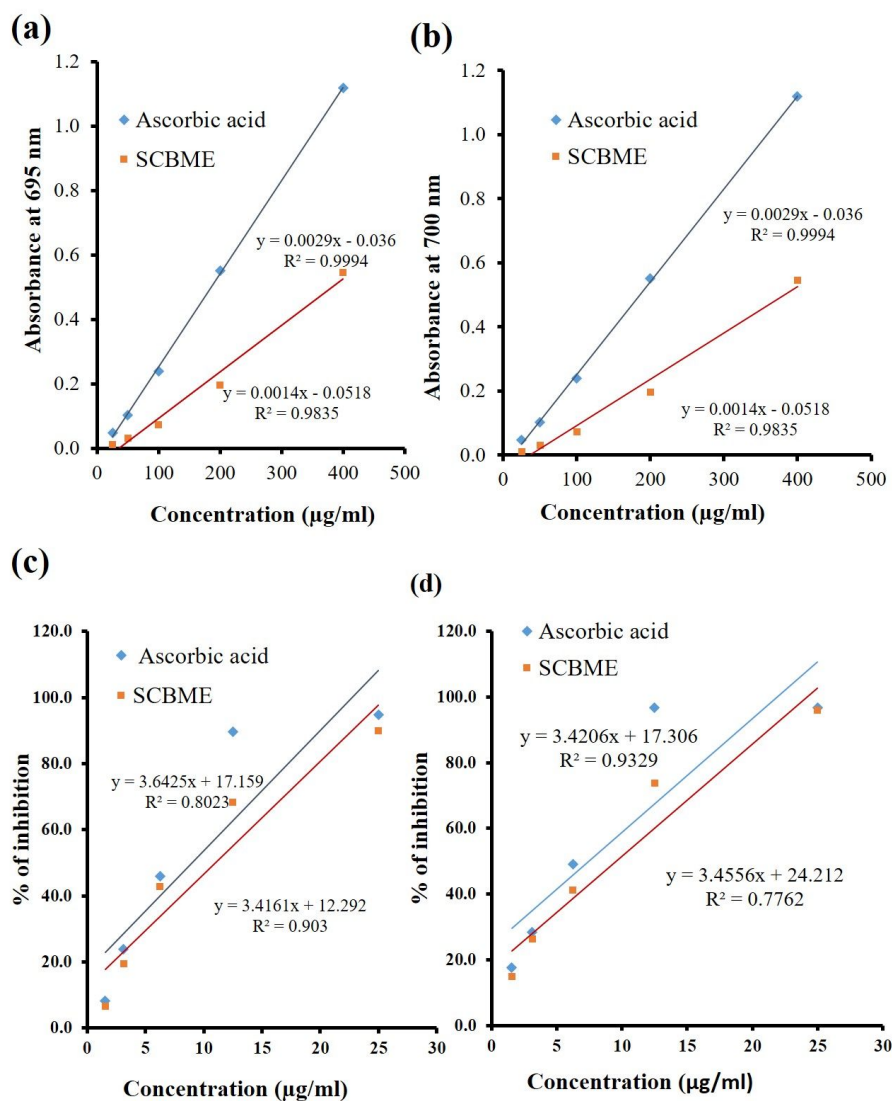 (a)
1.2
1.0
0.8
0.6
0.4
0.2
0.0
Absorbance at 695 nm
Ascorbic acid
SCBME
y = 0.0029x - 0.036
R² = 0.9994
y = 0.0014x - 0.0518
R² = 0.9835
0 100 200 300 400 500
Concentration (µg/ml)
(b)
1.2
1.0
0.8
0.6
0.4
0.2
0.0
Absorbance at 700 nm
Ascorbic acid
SCBME
y = 0.0029x - 0.036
R² = 0.9994
y = 0.0014x - 0.0518
R² = 0.9835
0 100 200 300 400 500
Concentration (µg/ml)
(c)
120.0
100.0
80.0
60.0
40.0
20.0
0.0
% of inhibition
Ascorbic acid
SCBME
y = 3.6425x + 17.159
R² = 0.8023
y = 3.4161x + 12.292
R² = 0.903
0 5 10 15 20 25 30
Concentration (µg/ml)
(d)
120.0
100.0
80.0
60.0
40.0
20.0
0.0
% of inhibition
Ascorbic acid
SCBME
y = 3.4206x + 17.306
R² = 0.9329
y = 3.4556x + 24.212
R² = 0.7762
0 5 10 15 20 25 30
Concentration (µg/ml)